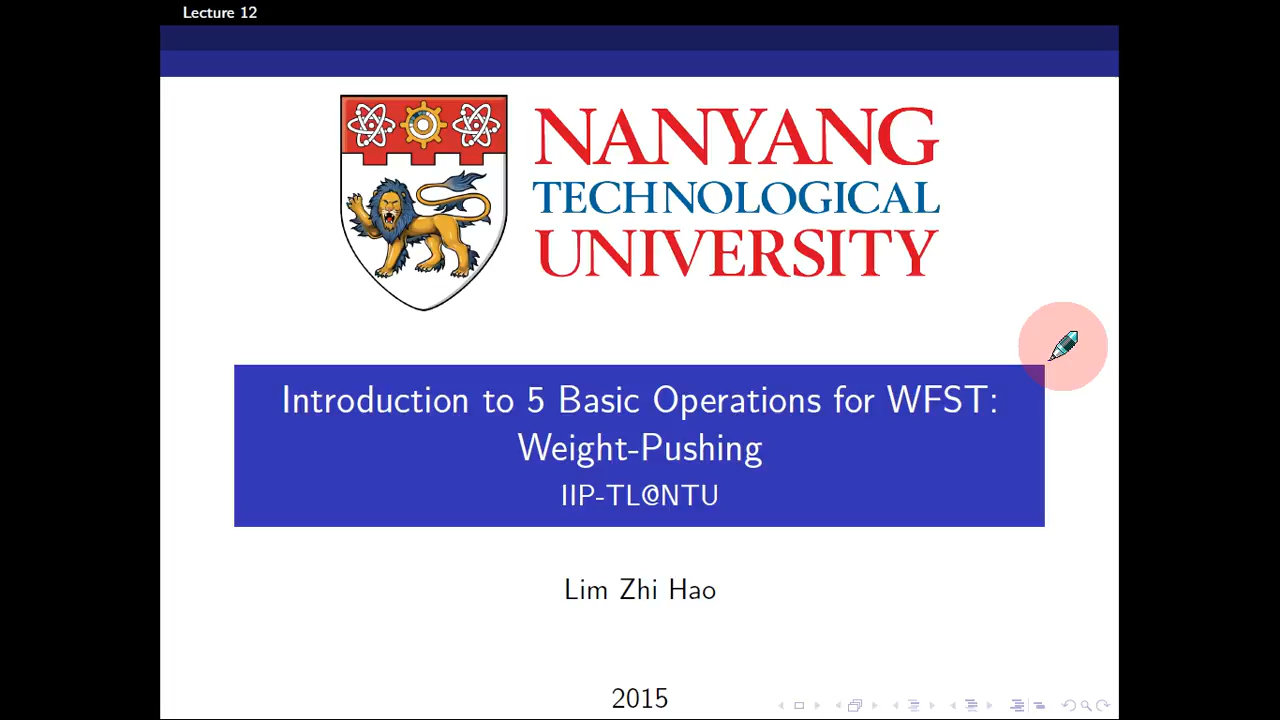 Lecture 12
NANYANG
TECHNOLOGICAL
UNIVERSITY
Introduction to 5 Basic Operations for WFST:
Weight-Pushing
IIP-TL@NTU
Lim Zhi Hao
2015